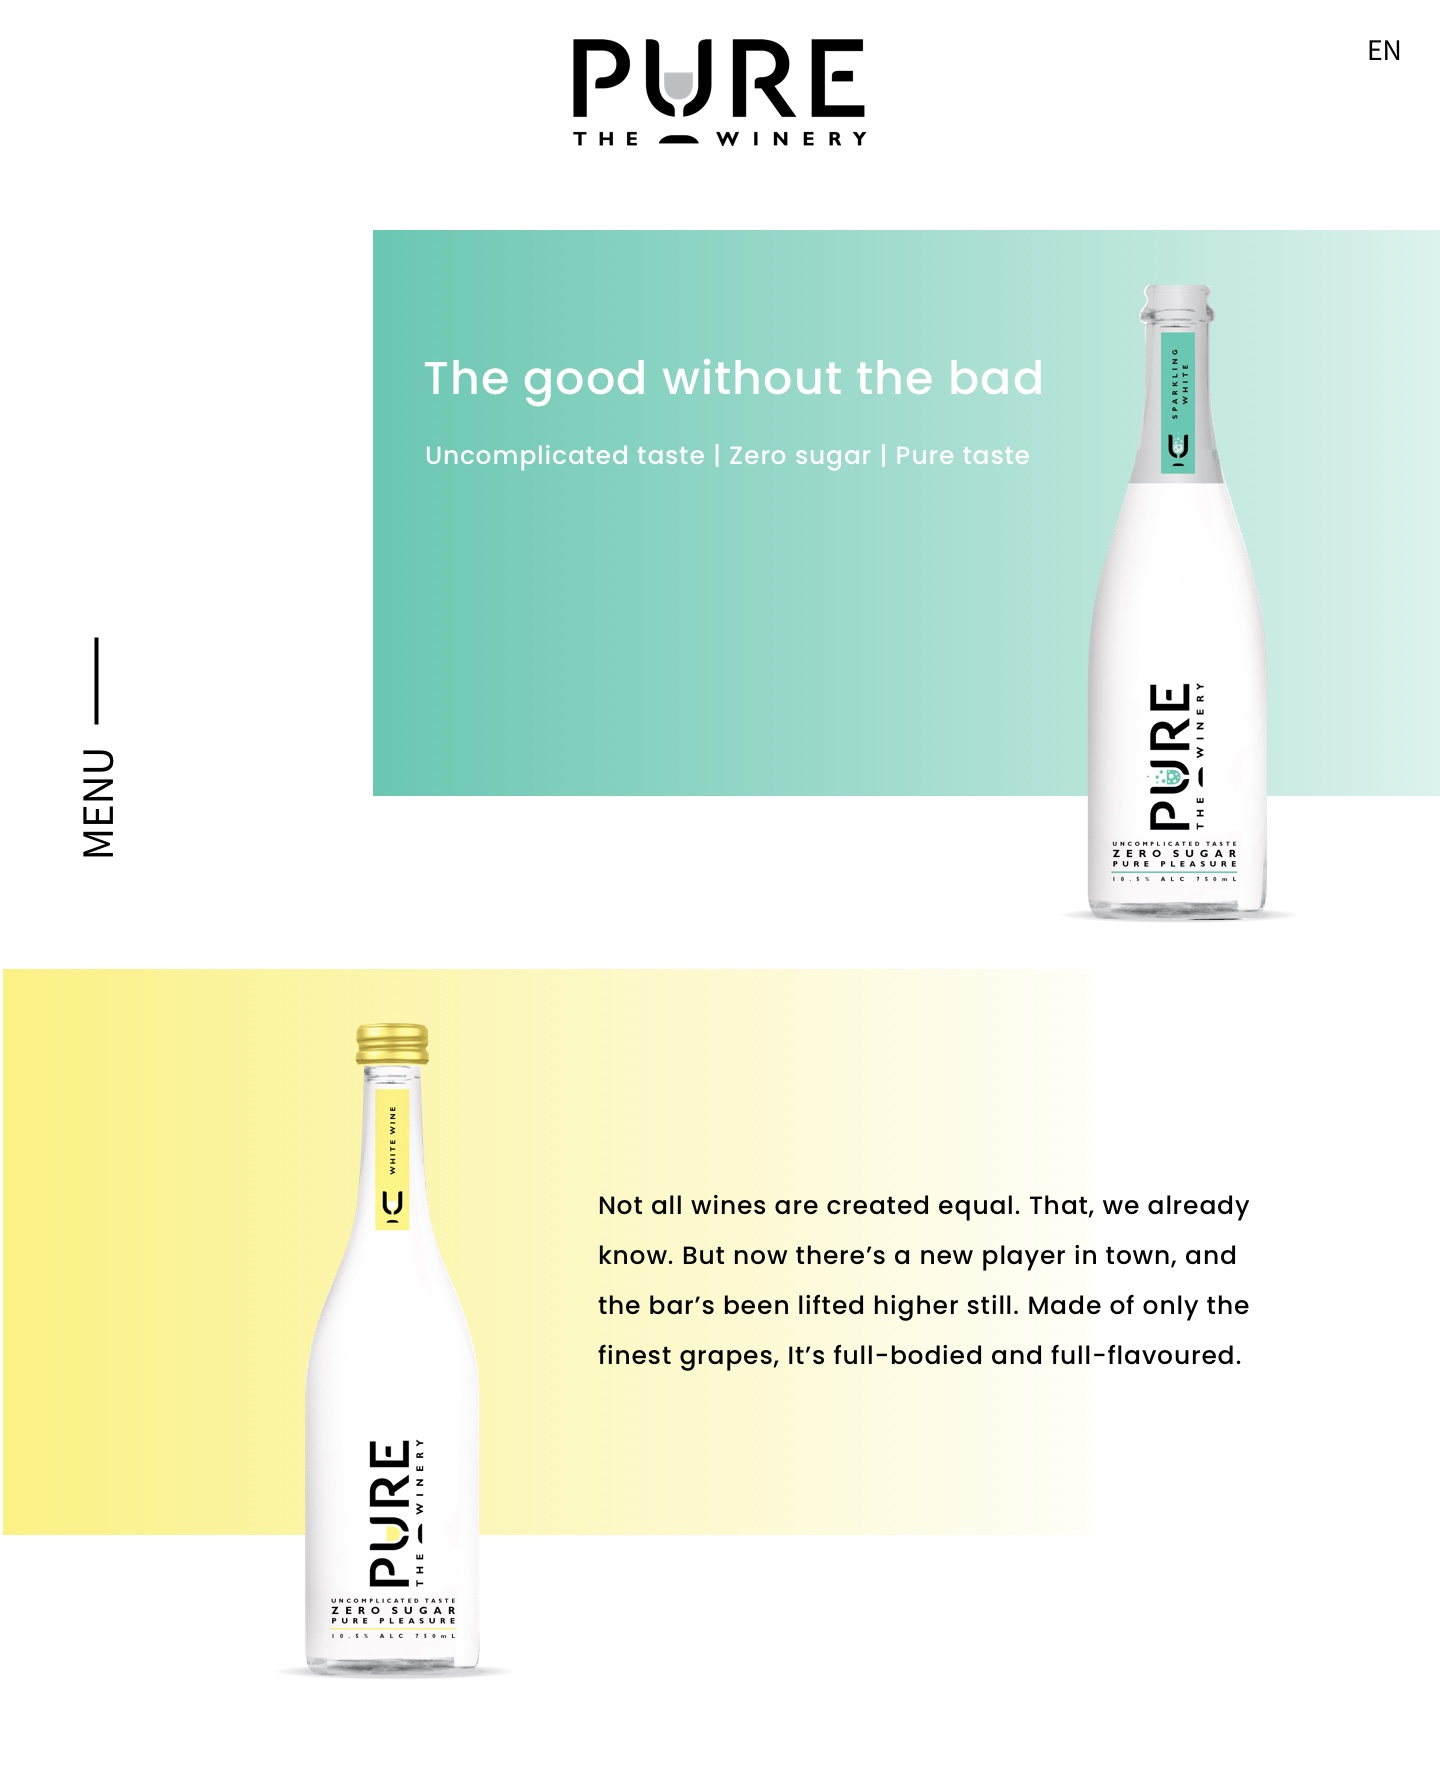 PURE
THE WINERY
EN
The good without the bad
Uncomplicated taste | Zero sugar | Pure taste
SPARKLING
WHITE
MENU
PURE
THE WINERY
UNCOMPLICATED TASTE
ZERO SUGAR
PURE PLEASURE
10.5% ALC 750mL
WHITE WINE
Not all wines are created equal. That, we already
know. But now there’s a new player in town, and
the bar’s been lifted higher still. Made of only the
finest grapes, It’s full-bodied and full-flavoured.
PURE
THE WINERY
UNCOMPLICATED TASTE
ZERO SUGAR
PURE PLEASURE
10.5% ALC 750mL